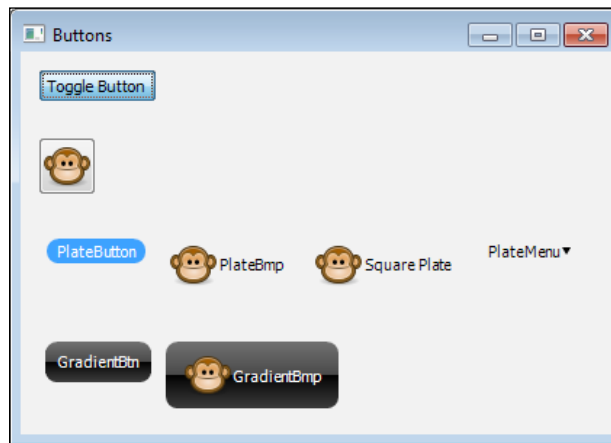 Buttons
Toggle Button
PlateButton PlateBmp Square Plate PlateMenu▼
GradientBtn GradientBmp